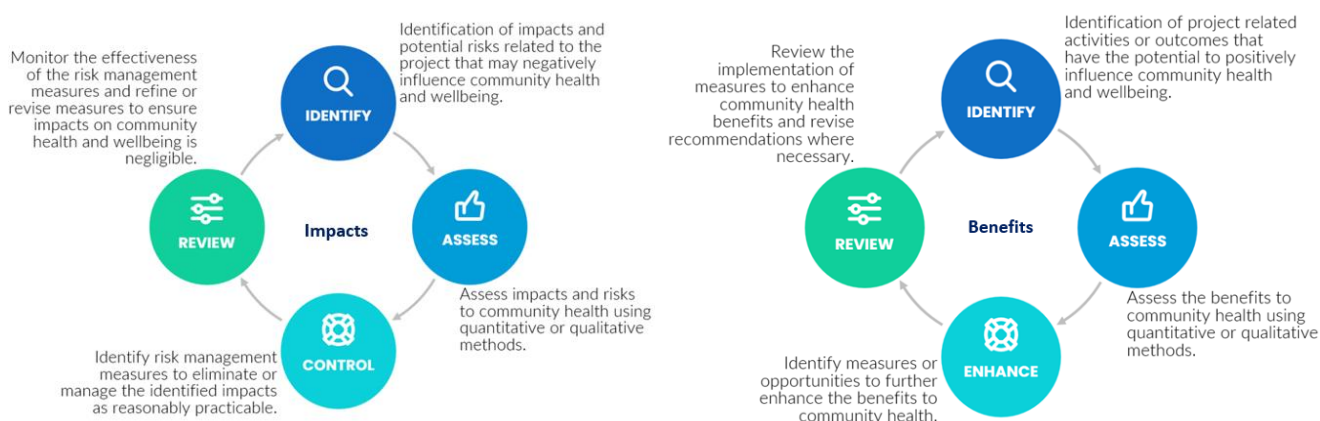 Identification of impacts and
potential risks related to the
project that may negatively
influence community health
and wellbeing.
IDENTIFY
Monitor the effectiveness
of the risk management
measures and refine or
revise measures to ensure
impacts on community
health and wellbeing is
negligible.
REVIEW
Impacts
ASSESS
Assess impacts and risks
to community health using
quantitative or qualitative
methods.
CONTROL
Identify risk management
measures to eliminate or
manage the identified impacts
as reasonably practicable.
Identification of project related
activities or outcomes that
have the potential to positively
influence community health
and wellbeing.
IDENTIFY
Review the
implementation of
measures to enhance
community health
benefits and revise
recommendations where
necessary.
REVIEW
Benefits
ASSESS
Assess the benefits to
community health using
quantitative or qualitative
methods.
ENHANCE
Identify measures or
opportunities to further
enhance the benefits to
community health.